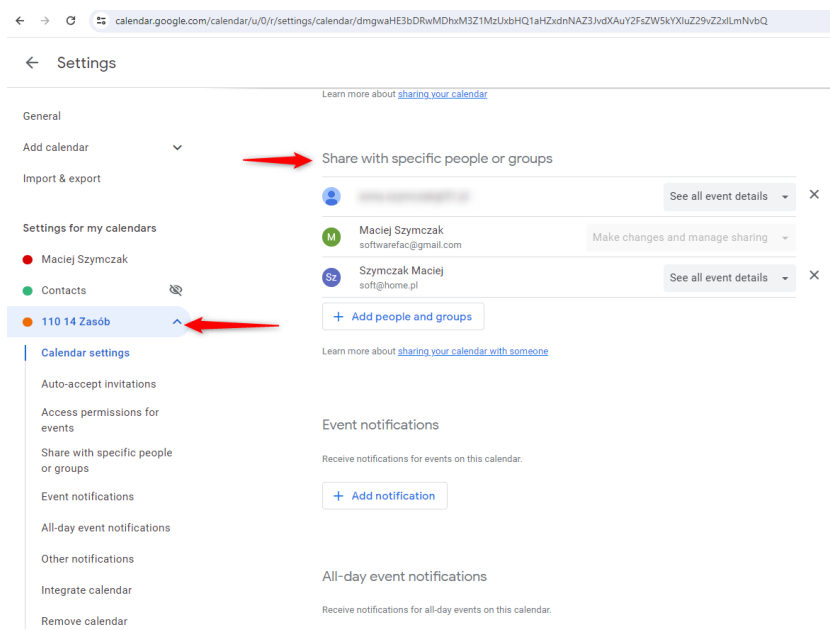 calendar.google.com/calendar/u/0/r/settings/calendar/dmgwaHE3bDRwMDhxM3Z1MzUxbHQ1aHZxdnNAZ3JvdXAuY2FsZW5kYXIuZ29vZ2xlLmNvbQ
Settings
Learn more about sharing your calendar
General
Add calendar
Import & export
Share with specific people or groups
See all event details
Settings for my calendars
M
Maciej Szymczak
softwarefac@gmail.com
Make changes and manage sharing
Maciej Szymczak
Sz
Szymczak Maciej
soft@home.pl
See all event details
Contacts
110 14 Zasób
+ Add people and groups
Calendar settings
Learn more about sharing your calendar with someone
Auto-accept invitations
Access permissions for
events
Share with specific people
or groups
Event notifications
Receive notifications for events on this calendar.
Event notifications
+ Add notification
All-day event notifications
Other notifications
Integrate calendar
All-day event notifications
Receive notifications for all-day events on this calendar.
Remove calendar